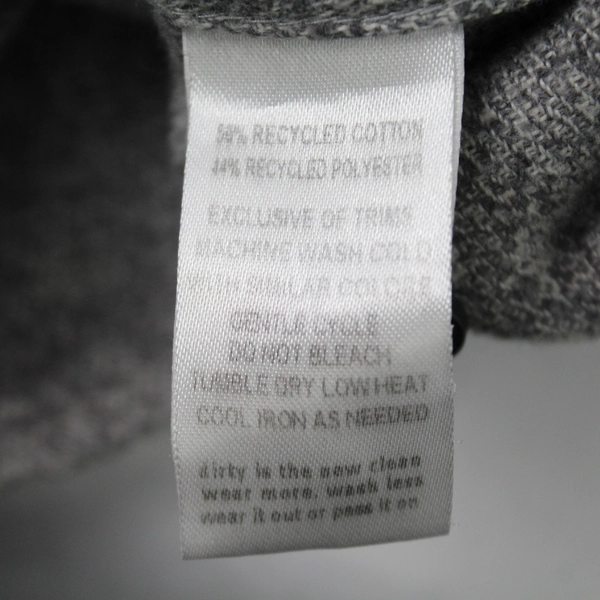 56% RECYCLED COTTON
44% RECYCLED POLYESTER
EXCLUSIVE OF TRIMS
MACHINE WASH COLD
WITH SIMILAR COLORS
GENTLE CYCLE
DO NOT BLEACH
TUMBLE DRY LOW HEAT
COOL IRON AS NEEDED
dirty is the new clean
wear more. wash less
wear it out or pass it on